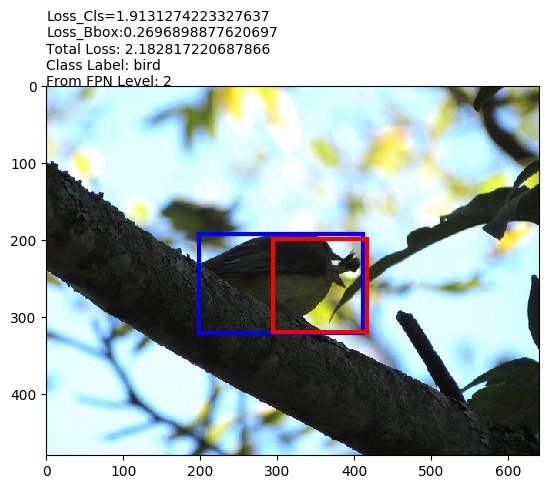 Loss_Cls=1.9131274223327637
Loss_Bbox:0.2696898877620697
Total Loss: 2.182817220687866
Class Label: bird
From FPN Level: 2
0
100
200
300
400
0 100 200 300 400 500 600